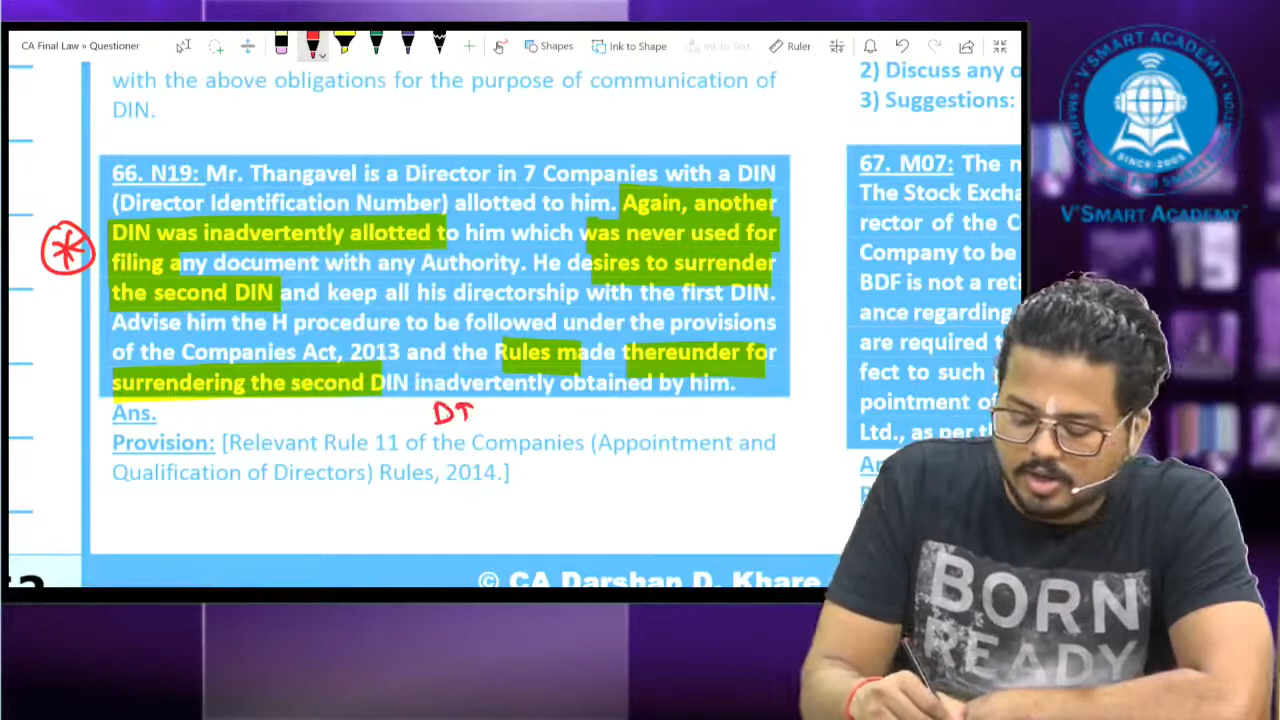 CA Final Law » Questioner
Shapes
Ink to Shape
Ink to Text
Ruler
with the above obligations for the purpose of communication of
DIN.
66. N19: Mr. Thangavel is a Director in 7 Companies with a DIN
(Director Identification Number) allotted to him. Again, another
DIN was inadvertently allotted to him which was never used for
filing any document with any Authority. He desires to surrender
the second DIN and keep all his directorship with the first DIN.
Advise him the H procedure to be followed under the provisions
of the Companies Act, 2013 and the Rules made thereunder for
surrendering the second DIN inadvertently obtained by him.
Ans.
Provision: [Relevant Rule 11 of the Companies (Appointment and
Qualification of Directors) Rules, 2014.]
© CA Darshan D. Khare
2) Discuss any o
3) Suggestions:
67. M07: The
The Stock Excha
rector of the C
Company to be
BDF is not a reti
ance regarding
are required t
fect to such
pointment of
Ltd., as per th
V'SMART ACADEMY
SINCE-2008
V'SMART ACADEMY
BORN
READY